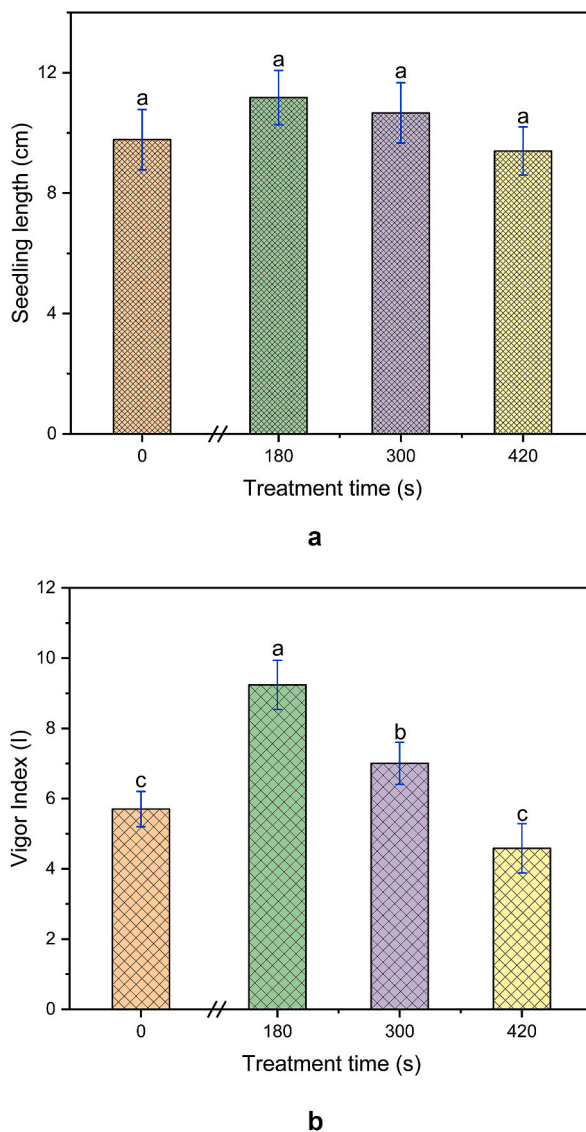 12
8
4
0
Seedling length (cm)
a
a
a
a
0
180
300
420
Treatment time (s)
a
12
10
8
6
4
2
0
Vigor Index (I)
c
a
b
c
0
180
300
420
Treatment time (s)
b